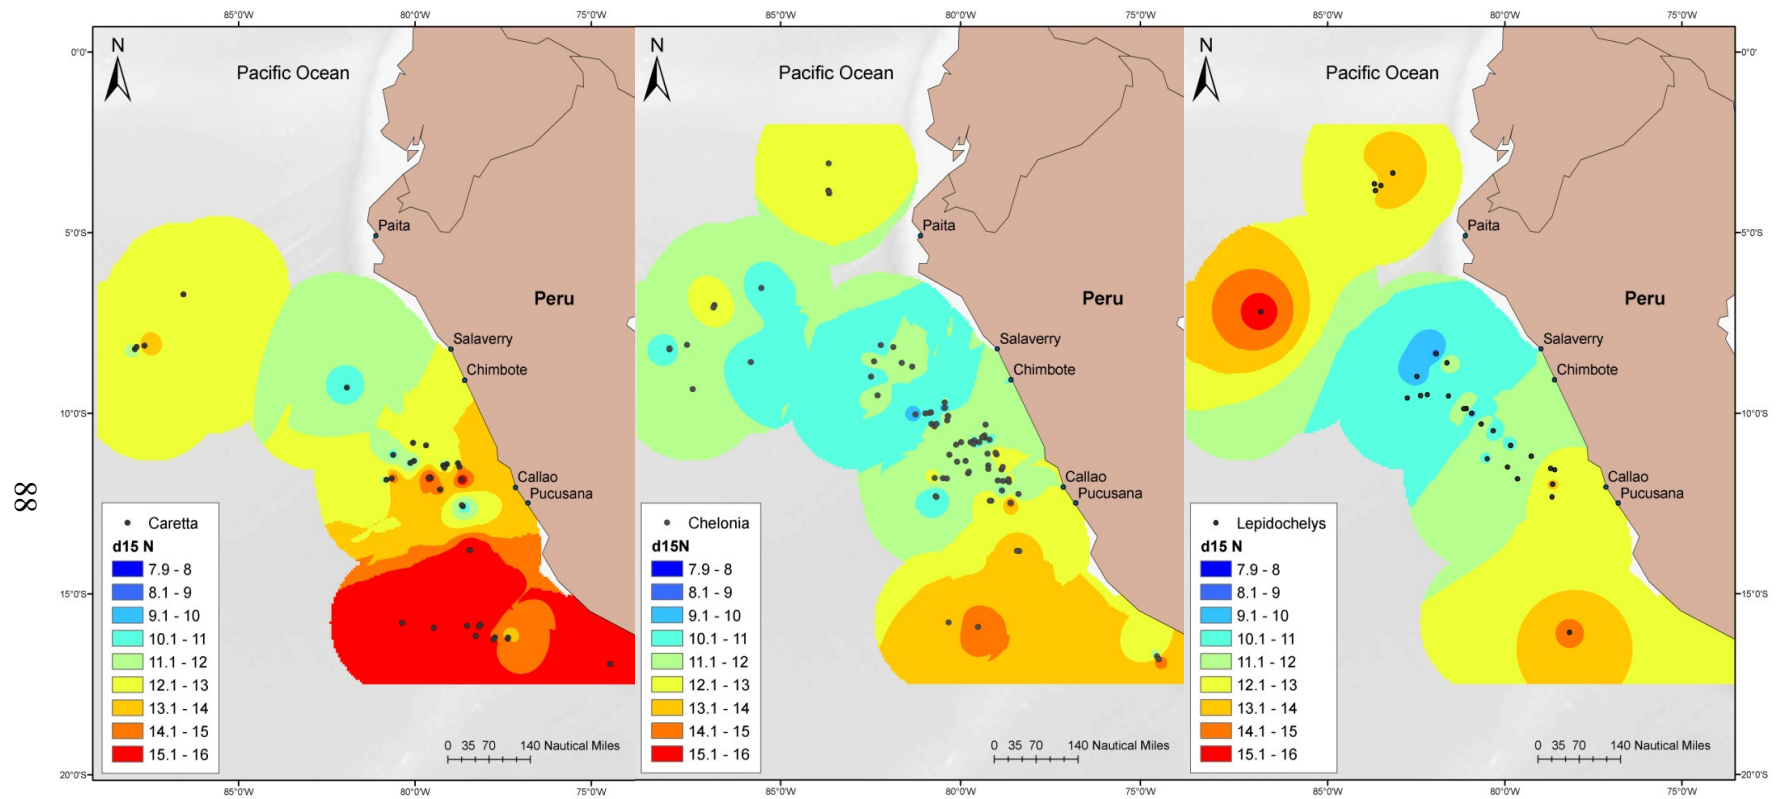 85°0'W 80°0'W 75°0'W 85°0'W 80°0'W 75°0'W 85°0'W 80°0'W 75°0'W
0°0'
5°0'S
10°0'S
15°0'S
20°0'S
88
N
Pacific Ocean
Paita
Peru
Salaverry
Chimbote
Callao
Pucusana
Caretta
d15 N
7.9 - 8
8.1 - 9
9.1 - 10
10.1 - 11
11.1 - 12
12.1 - 13
13.1 - 14
14.1 - 15
15.1 - 16
0 35 70 140 Nautical Miles
N
Pacific Ocean
Paita
Peru
Salaverry
Chimbote
Callao
Pucusana
Chelonia
d15N
7.9 - 8
8.1 - 9
9.1 - 10
10.1 - 11
11.1 - 12
12.1 - 13
13.1 - 14
14.1 - 15
15.1 - 16
0 35 70 140 Nautical Miles
N
Pacific Ocean
Paita
Peru
Salaverry
Chimbote
Callao
Pucusana
Lepidochelys
d15 N
7.9 - 8
8.1 - 9
9.1 - 10
10.1 - 11
11.1 - 12
12.1 - 13
13.1 - 14
14.1 - 15
15.1 - 16
0 35 70 140 Nautical Miles
0°0'
5°0'S
10°0'S
15°0'S
20°0'S
85°0'W 80°0'W 75°0'W 85°0'W 80°0'W 75°0'W 85°0'W 80°0'W 75°0'W